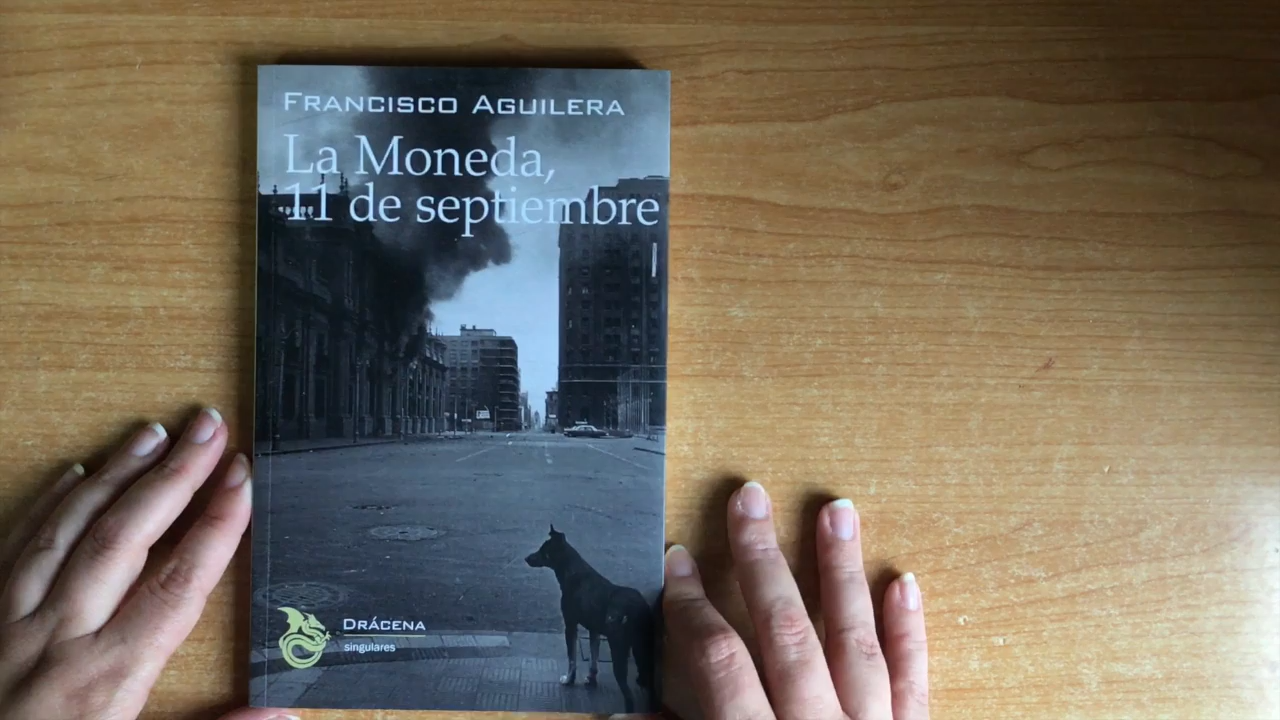 FRANCISCO AGUILERA
La Moneda,
11 de septiembre
DRÁCENA
singulares